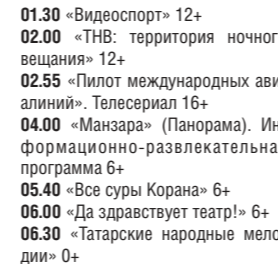 01.30 «Видеоспорт» 12+
02.00 «ТНВ: территория ночног
вещания» 12+
02.55 «Пилот международных ави
алиний». Телесериал 16+
04.00 «Манзара» (Панорама). Ин
формационно-развлекательна
программа 6+
05.40 «Все суры Корана» 6+
06.00 «Да здравствует театр!» 6+
06.30 «Татарские народные мело
дии» 0+